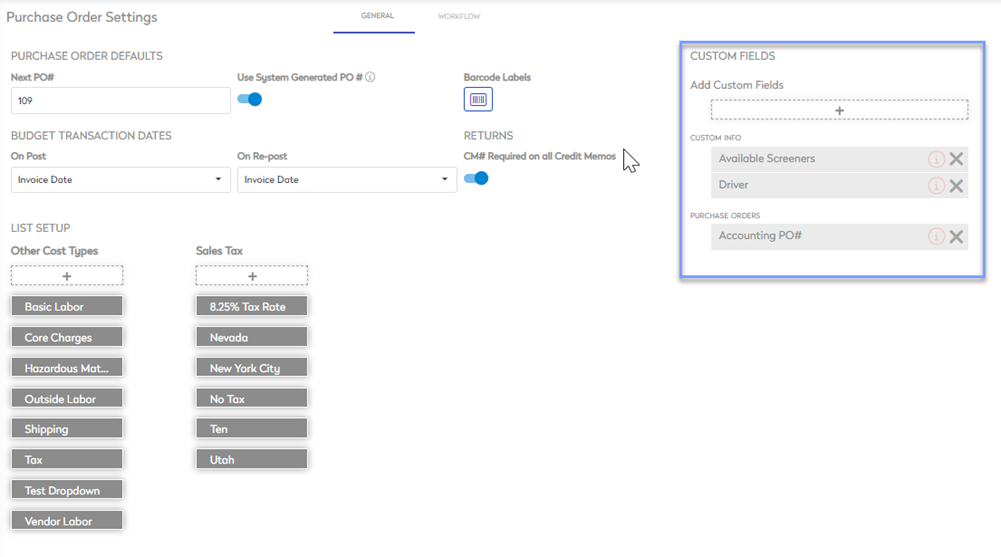 Purchase Order Settings
GENERAL
WORKFLOW
PURCHASE ORDER DEFAULTS
Next PO#
Use System Generated PO #
Barcode Labels
109
BUDGET TRANSACTION DATES
RETURNS
On Post
On Re-post
CM# Required on all Credit Memos
Invoice Date
Invoice Date
LIST SETUP
Other Cost Types
Sales Tax
+
+
Basic Labor
8.25% Tax Rate
Core Charges
Nevada
Hazardous Mat...
New York City
Outside Labor
No Tax
Shipping
Ten
Tax
Utah
Test Dropdown
Vendor Labor
CUSTOM FIELDS
Add Custom Fields
+
CUSTOM INFO
Available Screeners
Driver
PURCHASE ORDERS
Accounting PO#